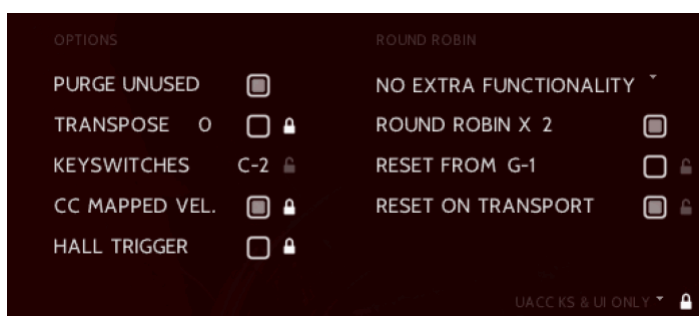 OPTIONS
PURGE UNUSED
TRANSPOSE 0
KEYSWITCHES C-2
CC MAPPED VEL.
HALL TRIGGER
ROUND ROBIN
NO EXTRA FUNCTIONALITY
ROUND ROBIN X 2
RESET FROM G-1
RESET ON TRANSPORT
UACC KS & UI ONLY